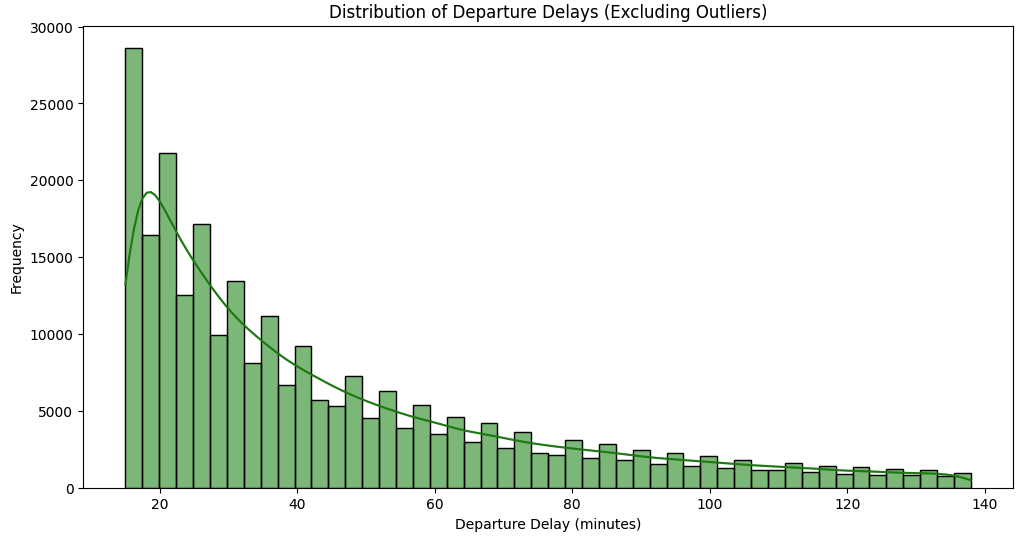 Distribution of Departure Delays (Excluding Outliers)
30000
25000
20000
15000
10000
5000
0
Frequency
20 40 60 80 100 120 140
Departure Delay (minutes)